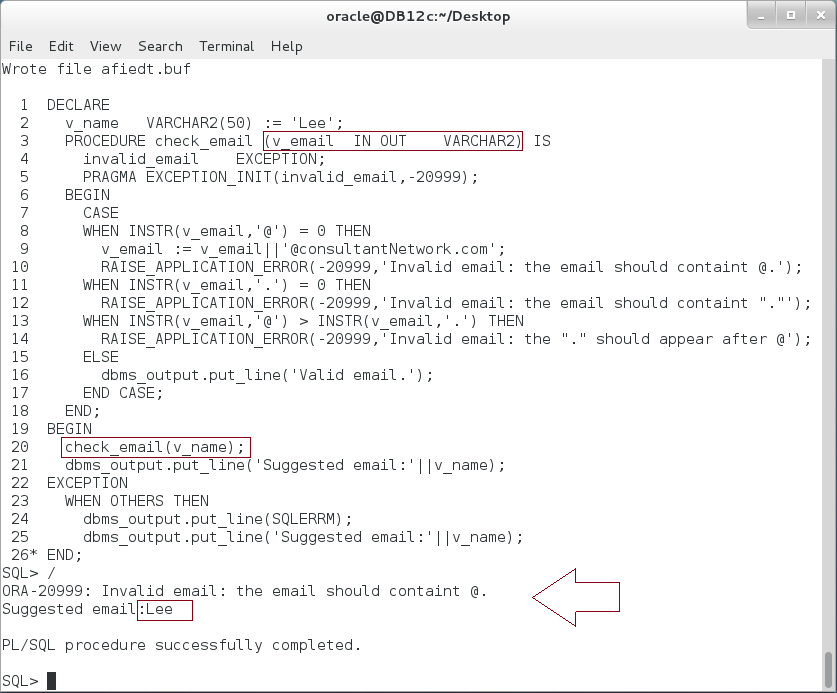 oracle@DB12c:~/Desktop
File Edit View Search Terminal Help
Wrote file afiedt.buf
1 DECLARE
2 v_name VARCHAR2(50) := 'Lee';
3 PROCEDURE check_email (v_email IN OUT VARCHAR2) IS
4 invalid_email EXCEPTION;
5 PRAGMA EXCEPTION_INIT(invalid_email,-20999);
6 BEGIN
7 CASE
8 WHEN INSTR(v_email,'@') = 0 THEN
9 v_email := v_email||'@consultantNetwork.com';
10 RAISE_APPLICATION_ERROR(-20999,'Invalid email: the email should containt @.');
11 WHEN INSTR(v_email,'.') = 0 THEN
12 RAISE_APPLICATION_ERROR(-20999,'Invalid email: the email should containt "."');
13 WHEN INSTR(v_email,'@') > INSTR(v_email,'.') THEN
14 RAISE_APPLICATION_ERROR(-20999,'Invalid email: the "." should appear after @');
15 ELSE
16 dbms_output.put_line('Valid email.');
17 END CASE;
18 END;
19 BEGIN
20 check_email(v_name);
21 dbms_output.put_line('Suggested email:'||v_name);
22 EXCEPTION
23 WHEN OTHERS THEN
24 dbms_output.put_line(SQLERRM);
25 dbms_output.put_line('Suggested email:'||v_name);
26* END;
SQL> /
ORA-20999: Invalid email: the email should containt @.
Suggested email:Lee
PL/SQL procedure successfully completed.
SQL>